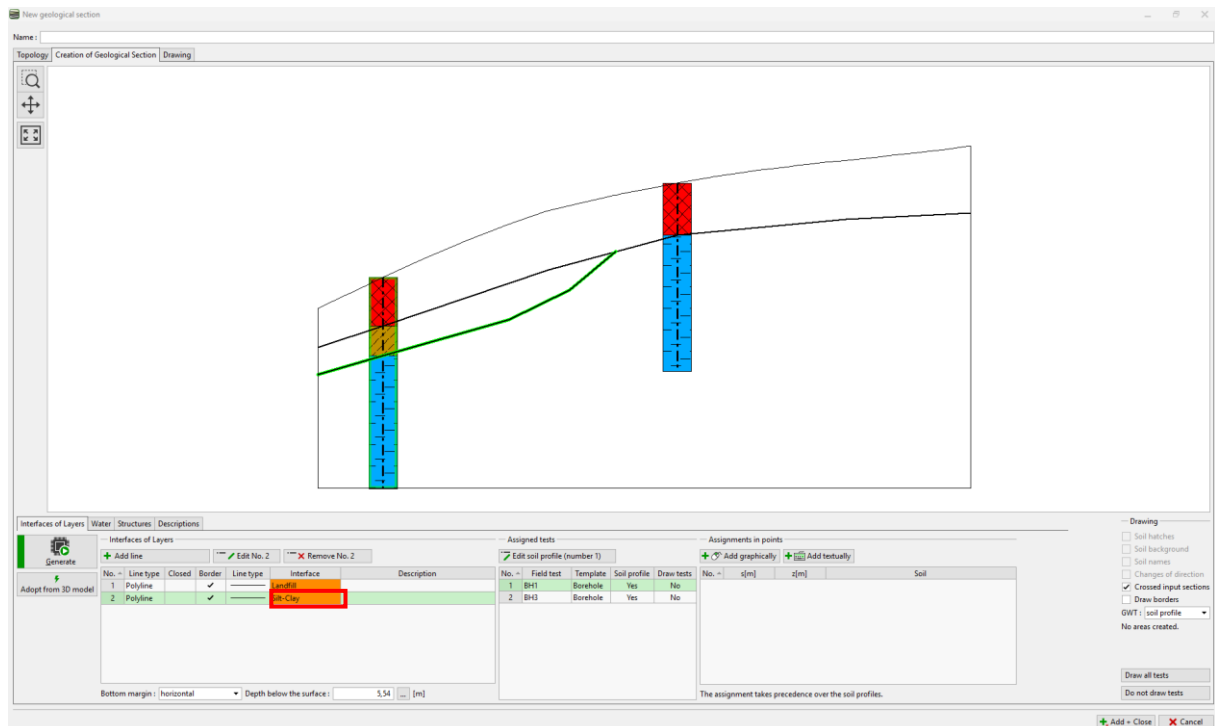 New geological section
Name :
Topology Creation of Geological Section Drawing
Interfaces of Layers Water Structures Descriptions
Generate
Adopt from 3D model
Interfaces of Layers
Add line Edit No. 2 Remove No. 2
No. Line type Closed Border Line type Interface Description
1 Polyline Landfill
2 Polyline Silt-Clay
Bottom margin : horizontal Depth below the surface : 5,54 ... [m]
Assigned tests
Edit soil profile (number 1)
No. Field test Template Soil profile Draw tests
1 BH1 Borehole Yes No
2 BH3 Borehole Yes No
Assignments in points
Add graphically Add textually
No. s[m] z[m] Soil
The assignment takes precedence over the soil profiles.
Drawing
Soil hatches
Soil background
Soil names
Changes of direction
Crossed input sections
Draw borders
GWT : soil profile
No areas created.
Draw all tests
Do not draw tests
Add + Close Cancel